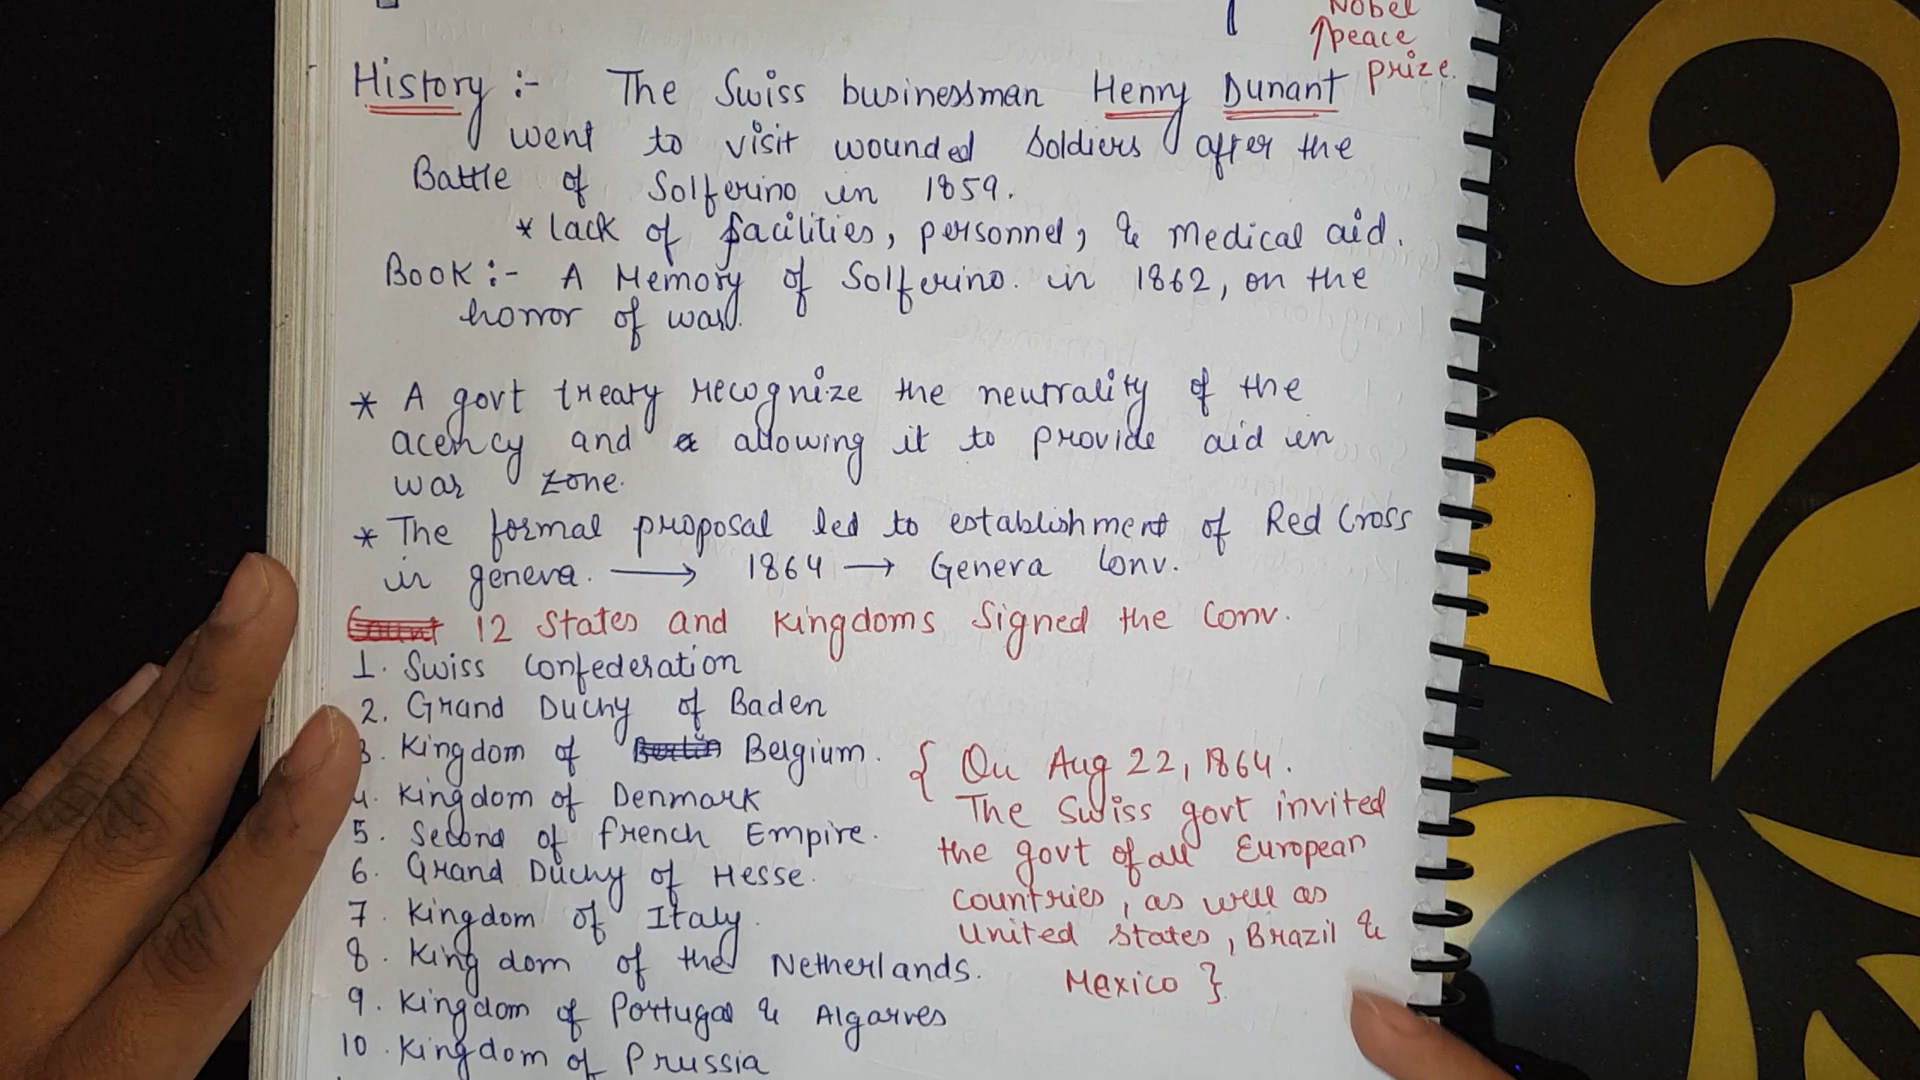 Nobel
↑peace
prize.
History :- The Swiss businessman Henry Dunant
went to visit wounded soldiers after the
Battle of Solferino in 1859.
* lack of facilities, personnel, & medical aid.
Book :- A Memory of Solferino. in 1862, on the
horror of war.
* A govt treaty recognize the neutrality of the
acency and allowing it to provide aid in
war zone.
* The formal proposal led to establishment of Red Cross
in geneva. → 1864 → Geneva Conv.
12 States and Kingdoms Signed the Conv.
1. Swiss Confederation
2. Grand Duchy of Baden
3. Kingdom of Belgium.
4. Kingdom of Denmark
5. Second of french Empire.
6. Grand Duchy of Hesse.
7. Kingdom of Italy.
8. Kingdom of the Netherlands.
9. Kingdom of Portugal & Algarves
10. Kingdom of Prussia
{ On Aug 22, 1864.
The Swiss govt invited
the govt of all European
countries, as well as
United States, Brazil &
Mexico }